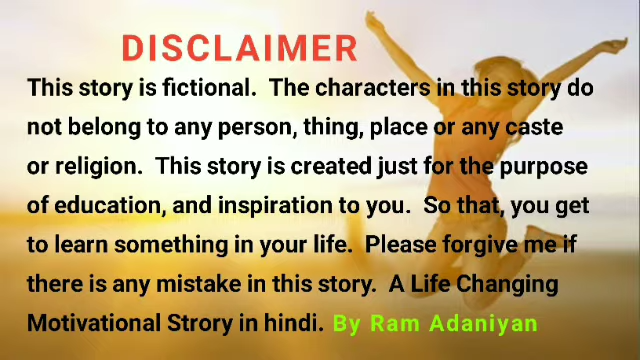 DISCLAIMER
This story is fictional. The characters in this story do
not belong to any person, thing, place or any caste
or religion. This story is created just for the purpose
of education, and inspiration to you. So that, you get
to learn something in your life. Please forgive me if
there is any mistake in this story. A Life Changing
Motivational Strory in hindi. By Ram Adaniyan